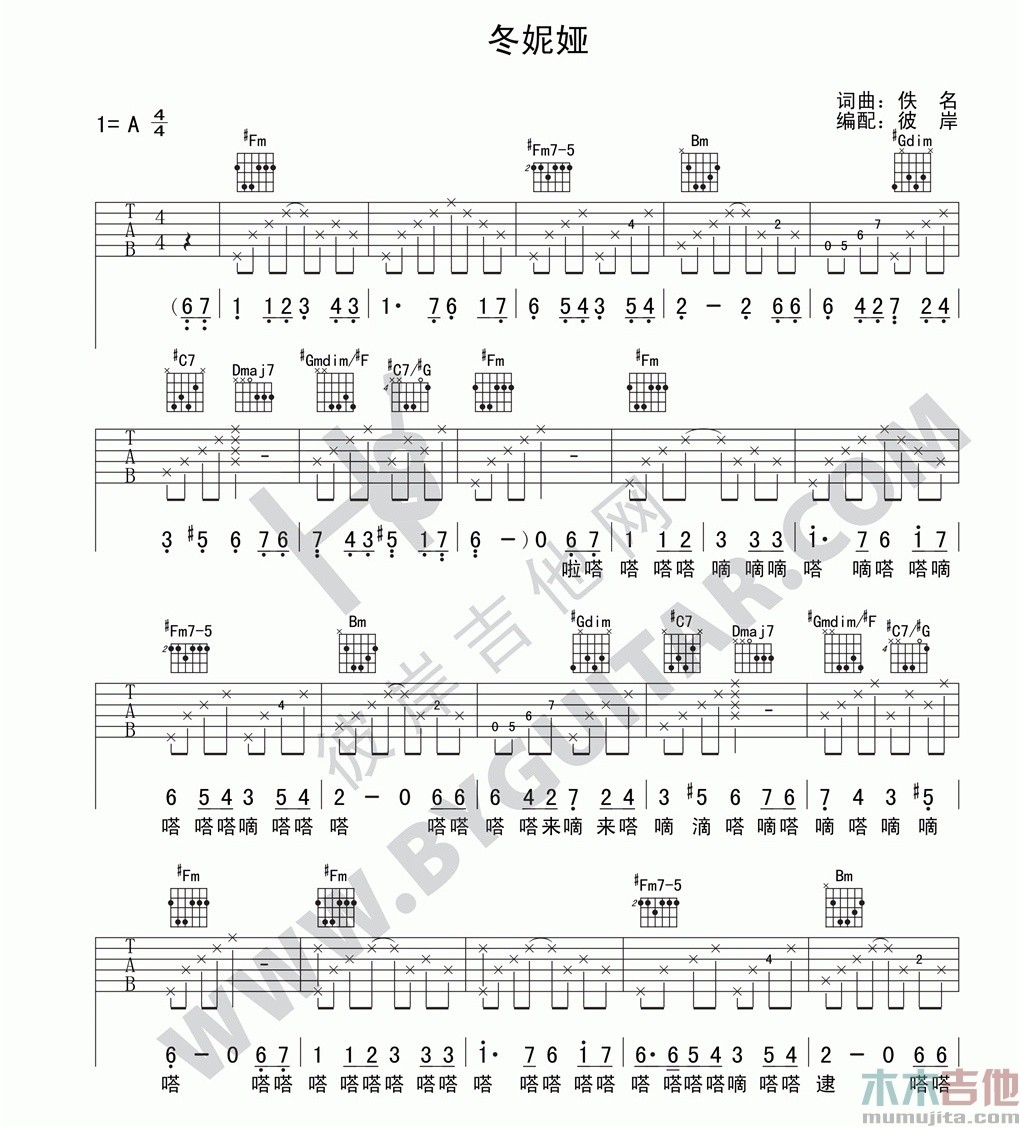 冬妮娅
词曲：佚 名
1= A 4/4 编配：彼 岸
#Fm #Fm7-5 Bm #Gdim
2
T A B 4 4 4 2 0 5 6 7
(6 7 | 1 1 2 3 4 3 | 1· 7 6 1 7 | 6 5 4 3 5 4 | 2 - 2 6 6 | 6 4 2 7 2 4 |
#C7 Dmaj7 #Gmdim/#F #C7/#G #Fm #Fm
4
T A B - -
3 #5 6 7 6 | 7 4 3 #5 1 7 | 6 -) 0 6 7 | 1 1 2 | 3 3 3 | 1· 7 6 1 7
啦嗒 嗒 嗒嗒 嘀 嘀嘀 嗒 嘀嗒 嗒嘀
#Fm7-5 Bm #Gdim #C7 Dmaj7 #Gmdim/#F #C7/#G
2 4
T A B 4 2 0 5 6 7 -
6 5 4 3 5 4 | 2 - 0 6 6 | 6 4 2 7 2 4 | 3 #5 6 7 6 | 7 4 3 #5
嗒 嗒嗒嘀 嗒嗒 嗒 嗒嗒 嗒 嗒来嘀 来嗒 嘀 滴 嗒 嘀嗒 嘀 嗒 嘀 嘀
#Fm #Fm #Fm7-5 Bm
2
T A B - 4 2
6 - 0 6 7 | 1 1 2 3 3 3 | 1· 7 6 1 7 | 6· 6 5 4 3 5 4 | 2 - 0 6 6
嗒 嗒嗒 嗒 嗒嗒嗒 嗒嗒 嗒 嗒嗒 嗒嗒 嗒 嗒嗒嗒嘀 嗒嗒 逮 嗒嗒
彼岸吉他网
WWW.BYGUITAR.COM
木木吉他
mumujita.com